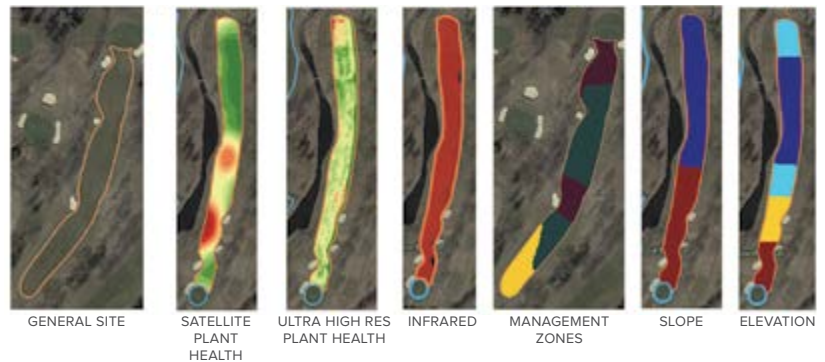 GENERAL SITE
SATELLITE
PLANT
HEALTH
ULTRA HIGH RES
PLANT HEALTH
INFRARED
MANAGEMENT
ZONES
SLOPE
ELEVATION